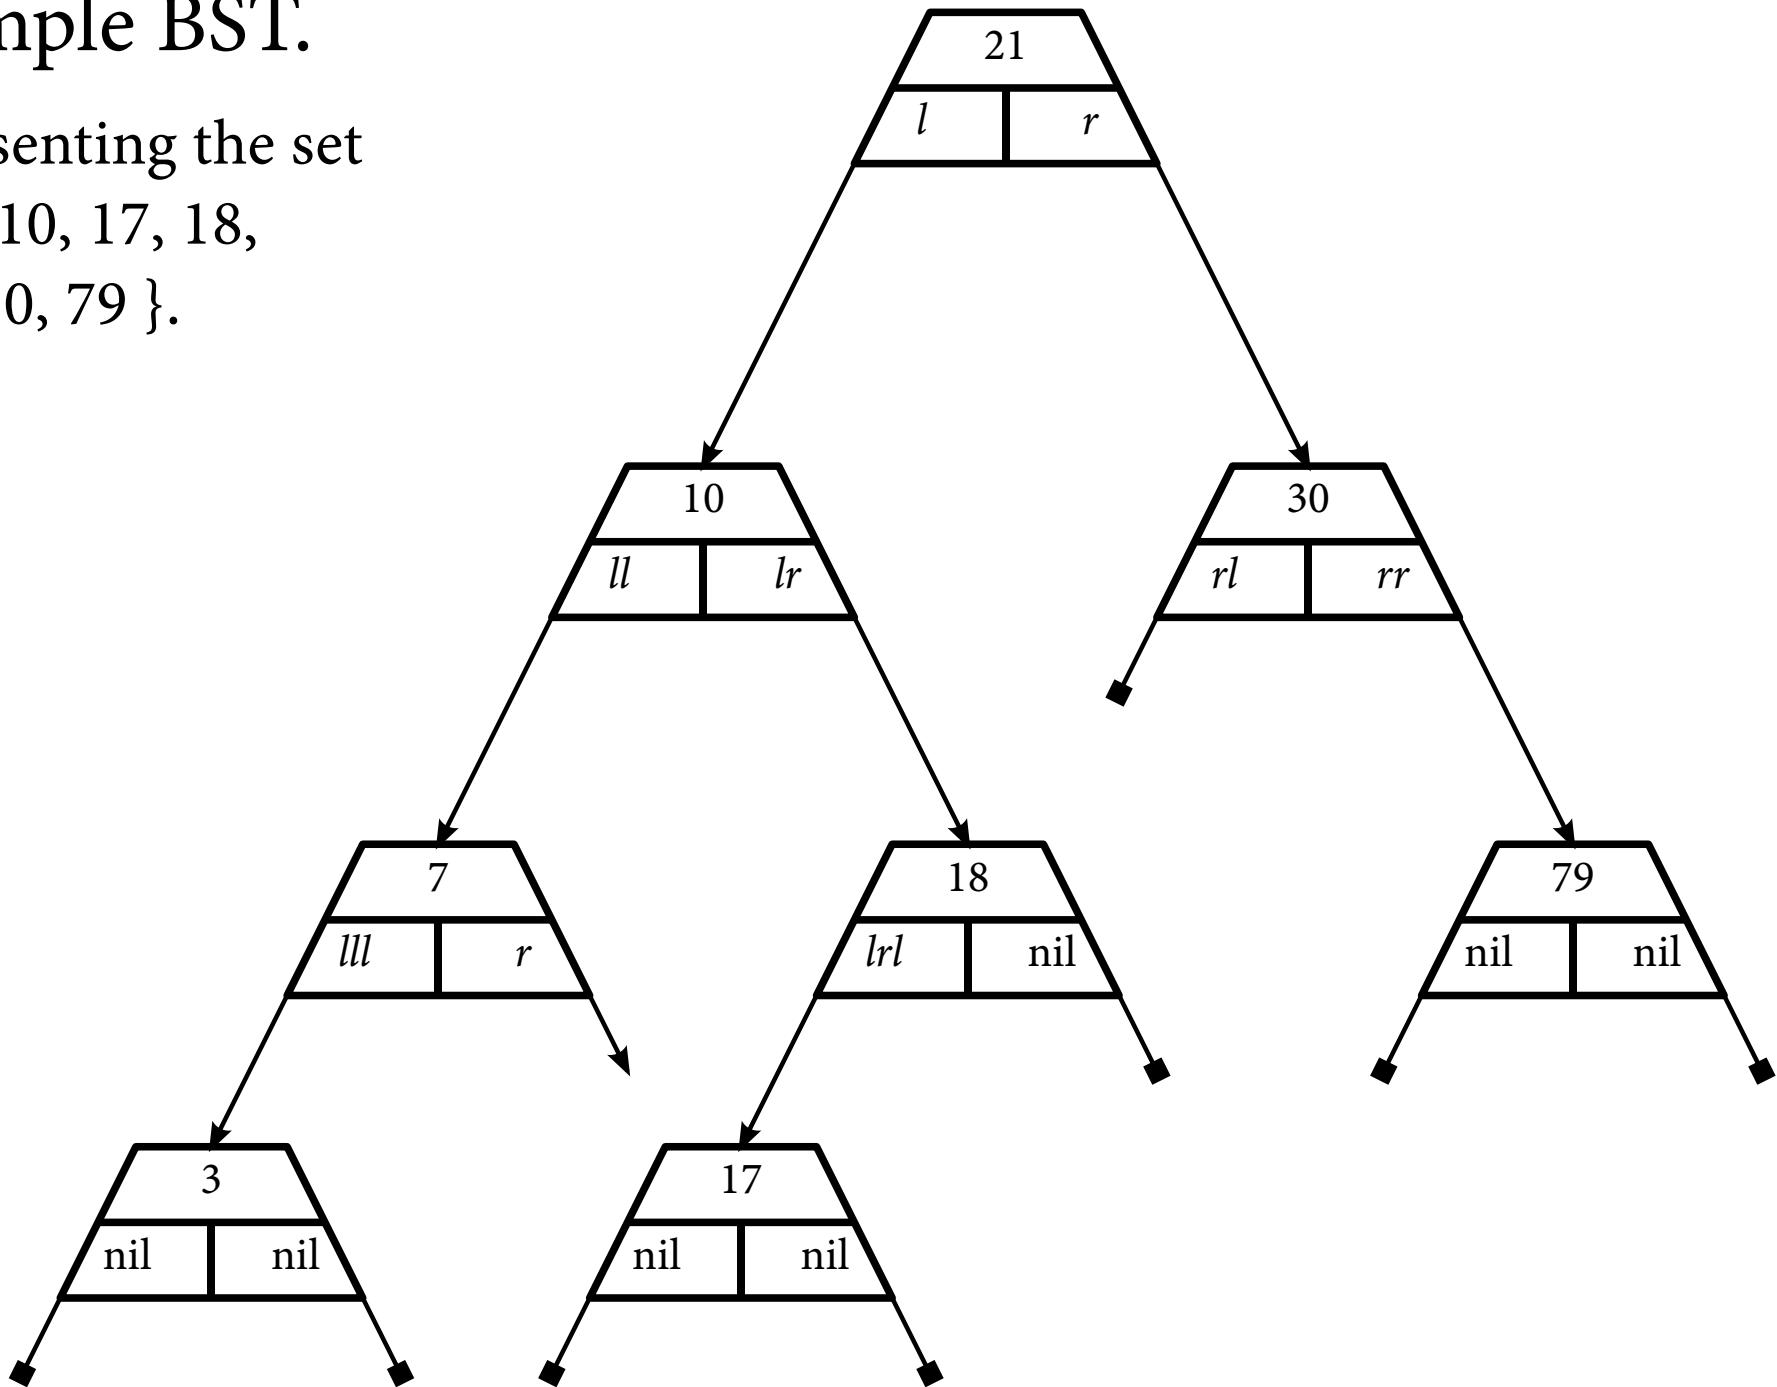 mple BST.
senting the set
10, 17, 18,
0, 79 }.
21
l r
10
ll lr
30
rl rr
7
lll r
18
lrl nil
79
nil nil
3
nil nil
17
nil nil